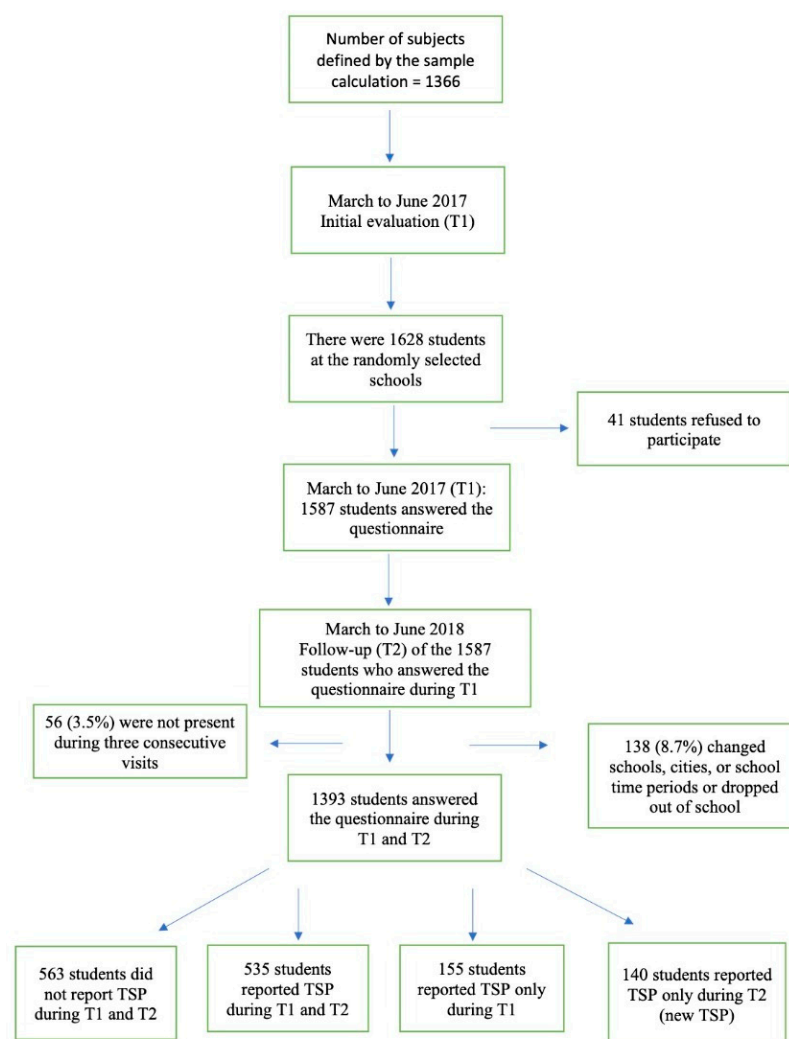 Number of subjects
defined by the sample
calculation = 1366
March to June 2017
Initial evaluation (T1)
There were 1628 students
at the randomly selected
schools
41 students refused to
participate
March to June 2017 (T1):
1587 students answered the
questionnaire
March to June 2018
Follow-up (T2) of the 1587
students who answered the
questionnaire during T1
56 (3.5%) were not present
during three consecutive
visits
138 (8.7%) changed
schools, cities, or school
time periods or dropped
out of school
1393 students answered
the questionnaire during
T1 and T2
563 students did
not report TSP
during T1 and T2
535 students
reported TSP
during T1 and T2
155 students
reported TSP only
during T1
140 students reported
TSP only during T2
(new TSP)